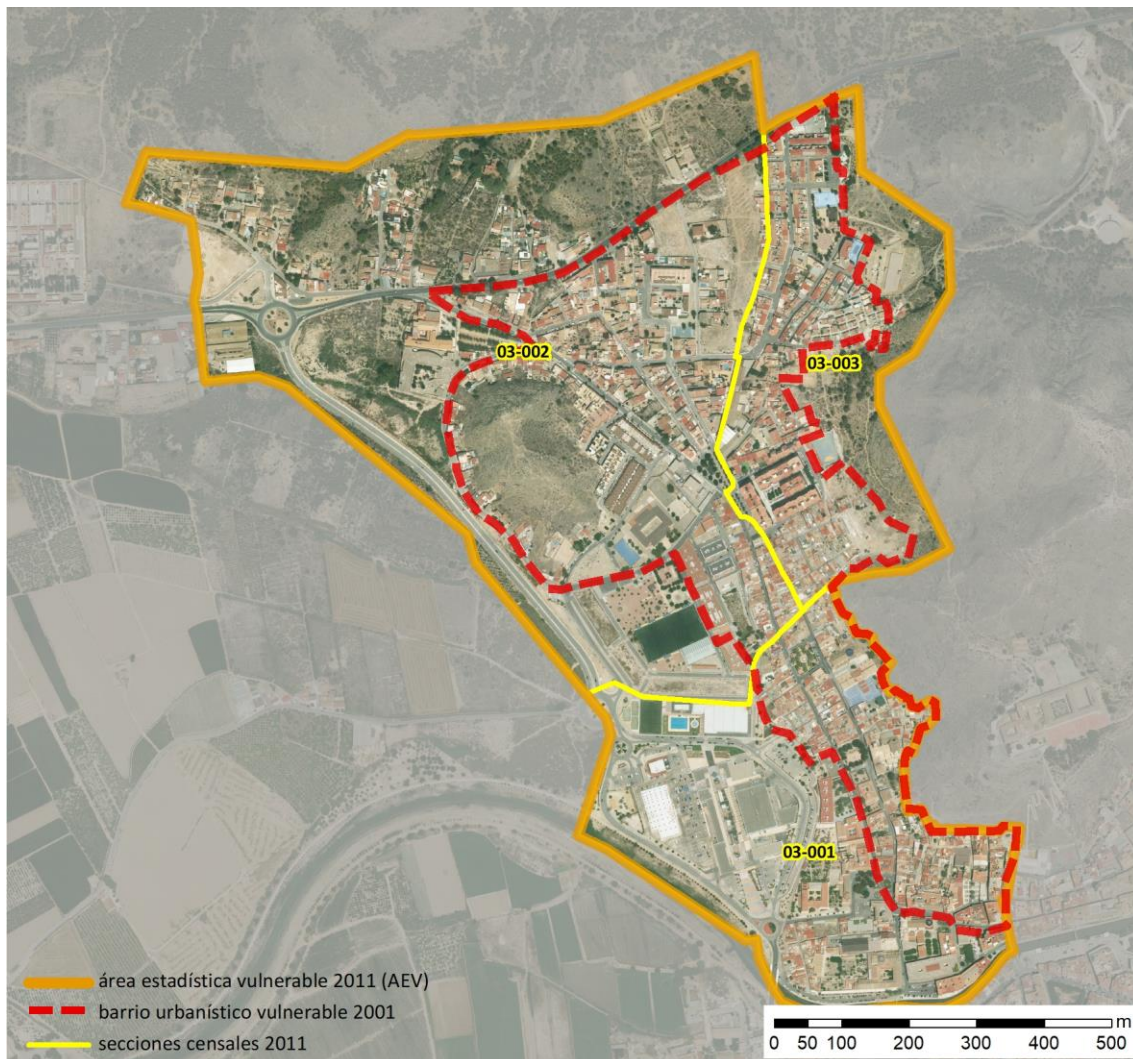 03-002
03-003
03-001
área estadística vulnerable 2011 (AEV)
barrio urbanístico vulnerable 2001
secciones censales 2011
m
0 50 100 200 300 400 500